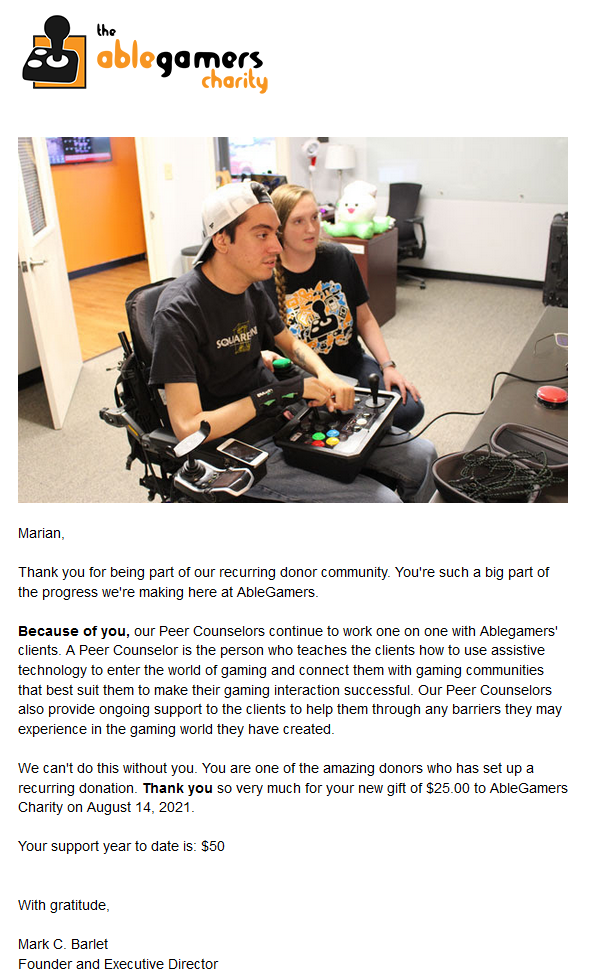 the
ablegamers
charity
SQUARE
Marian,
Thank you for being part of our recurring donor community. You're such a big part of
the progress we're making here at AbleGamers.
Because of you, our Peer Counselors continue to work one on one with Ablegamers'
clients. A Peer Counselor is the person who teaches the clients how to use assistive
technology to enter the world of gaming and connect them with gaming communities
that best suit them to make their gaming interaction successful. Our Peer Counselors
also provide ongoing support to the clients to help them through any barriers they may
experience in the gaming world they have created.
We can't do this without you. You are one of the amazing donors who has set up a
recurring donation. Thank you so very much for your new gift of $25.00 to AbleGamers
Charity on August 14, 2021.
Your support year to date is: $50
With gratitude,
Mark C. Barlet
Founder and Executive Director